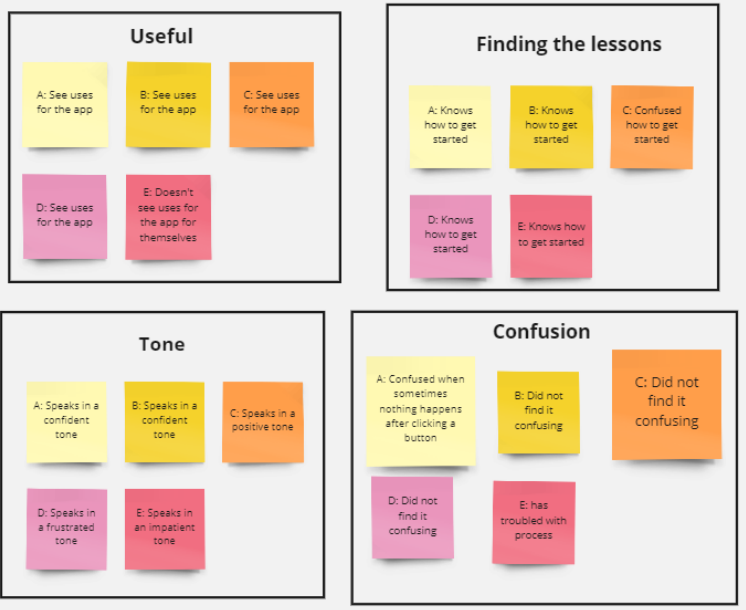 Useful
A: See uses
for the app
B: See uses
for the app
C: See uses
for the app
D: See uses
for the app
E: Doesn't
see uses for
the app for
themselves
Finding the lessons
A: Knows
how to get
started
B: Knows
how to get
started
C: Confused
how to get
started
D: Knows
how to get
started
E: Knows how
to get started
Tone
A: Speaks in a
confident
tone
B: Speaks in a
confident
tone
C: Speaks in a
positive tone
D: Speaks in
a frustrated
tone
E: Speaks in
an impatient
tone
Confusion
A: Confused when
sometimes
nothing happens
after clicking a
button
B: Did not
find it
confusing
C: Did not
find it
confusing
D: Did not
find it
confusing
E: has
troubled with
process